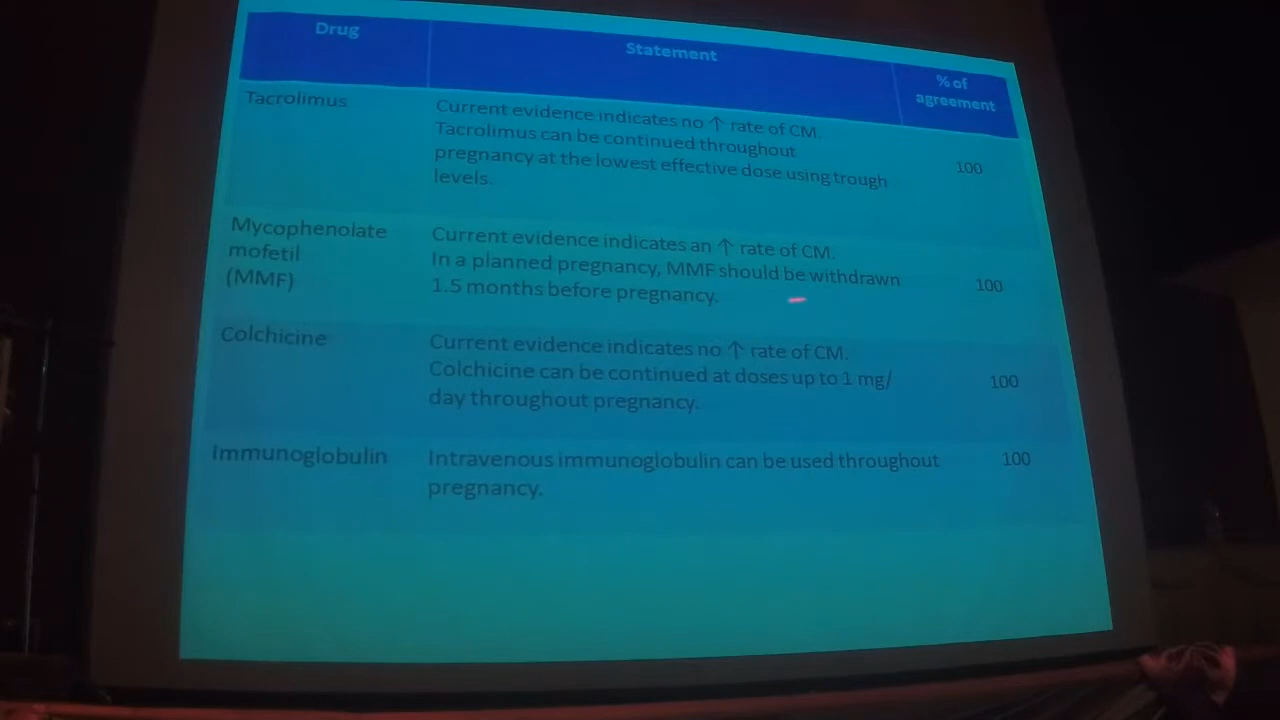 Drug
Statement
% of
agreement
Tacrolimus
Current evidence indicates no ↑ rate of CM.
Tacrolimus can be continued throughout
pregnancy at the lowest effective dose using trough
levels.
100
Mycophenolate
mofetil
(MMF)
Current evidence indicates an ↑ rate of CM.
In a planned pregnancy, MMF should be withdrawn
1.5 months before pregnancy.
100
Colchicine
Current evidence indicates no ↑ rate of CM.
Colchicine can be continued at doses up to 1 mg/
day throughout pregnancy.
100
Immunoglobulin
Intravenous immunoglobulin can be used throughout
pregnancy.
100